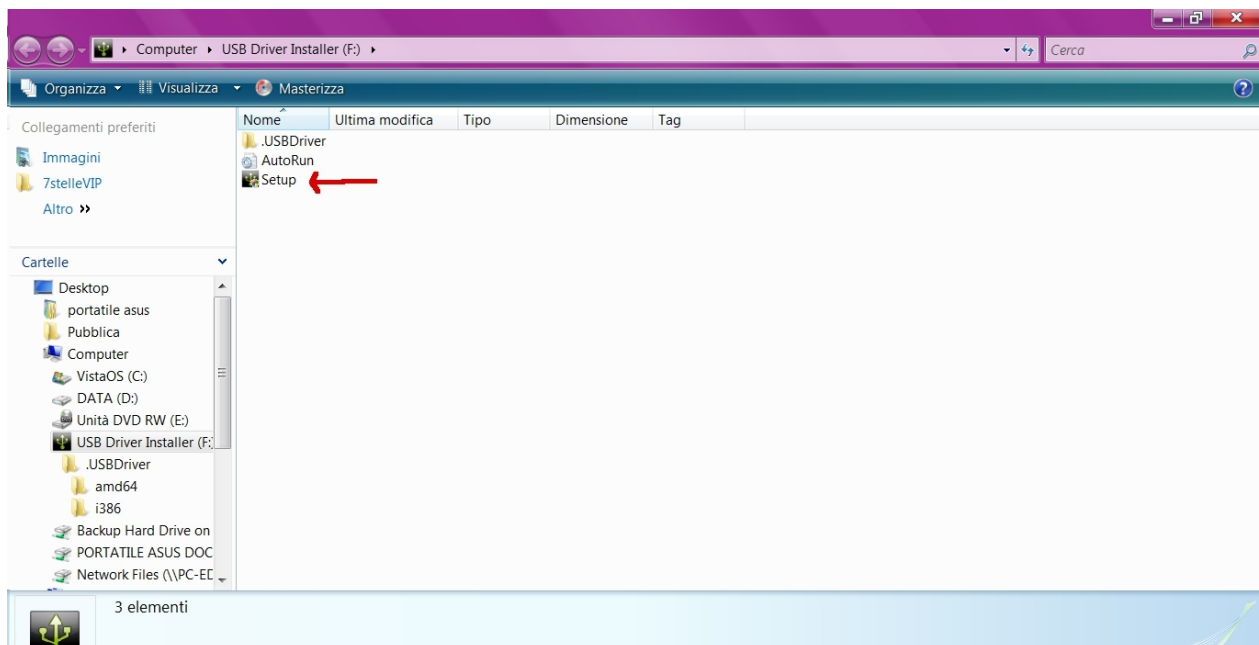 Computer USB Driver Installer (F:) Cerca
Organizza Visualizza Masterizza
Collegamenti preferiti
Immagini
7stelleVIP
Altro »
Cartelle
Desktop
portatile asus
Pubblica
Computer
VistaOS (C:)
DATA (D:)
Unità DVD RW (E:)
USB Driver Installer (F:
.USBDriver
amd64
i386
Backup Hard Drive on
PORTATILE ASUS DOC
Network Files (\\PC-ED
Nome Ultima modifica Tipo Dimensione Tag
.USBDriver
AutoRun
Setup
3 elementi